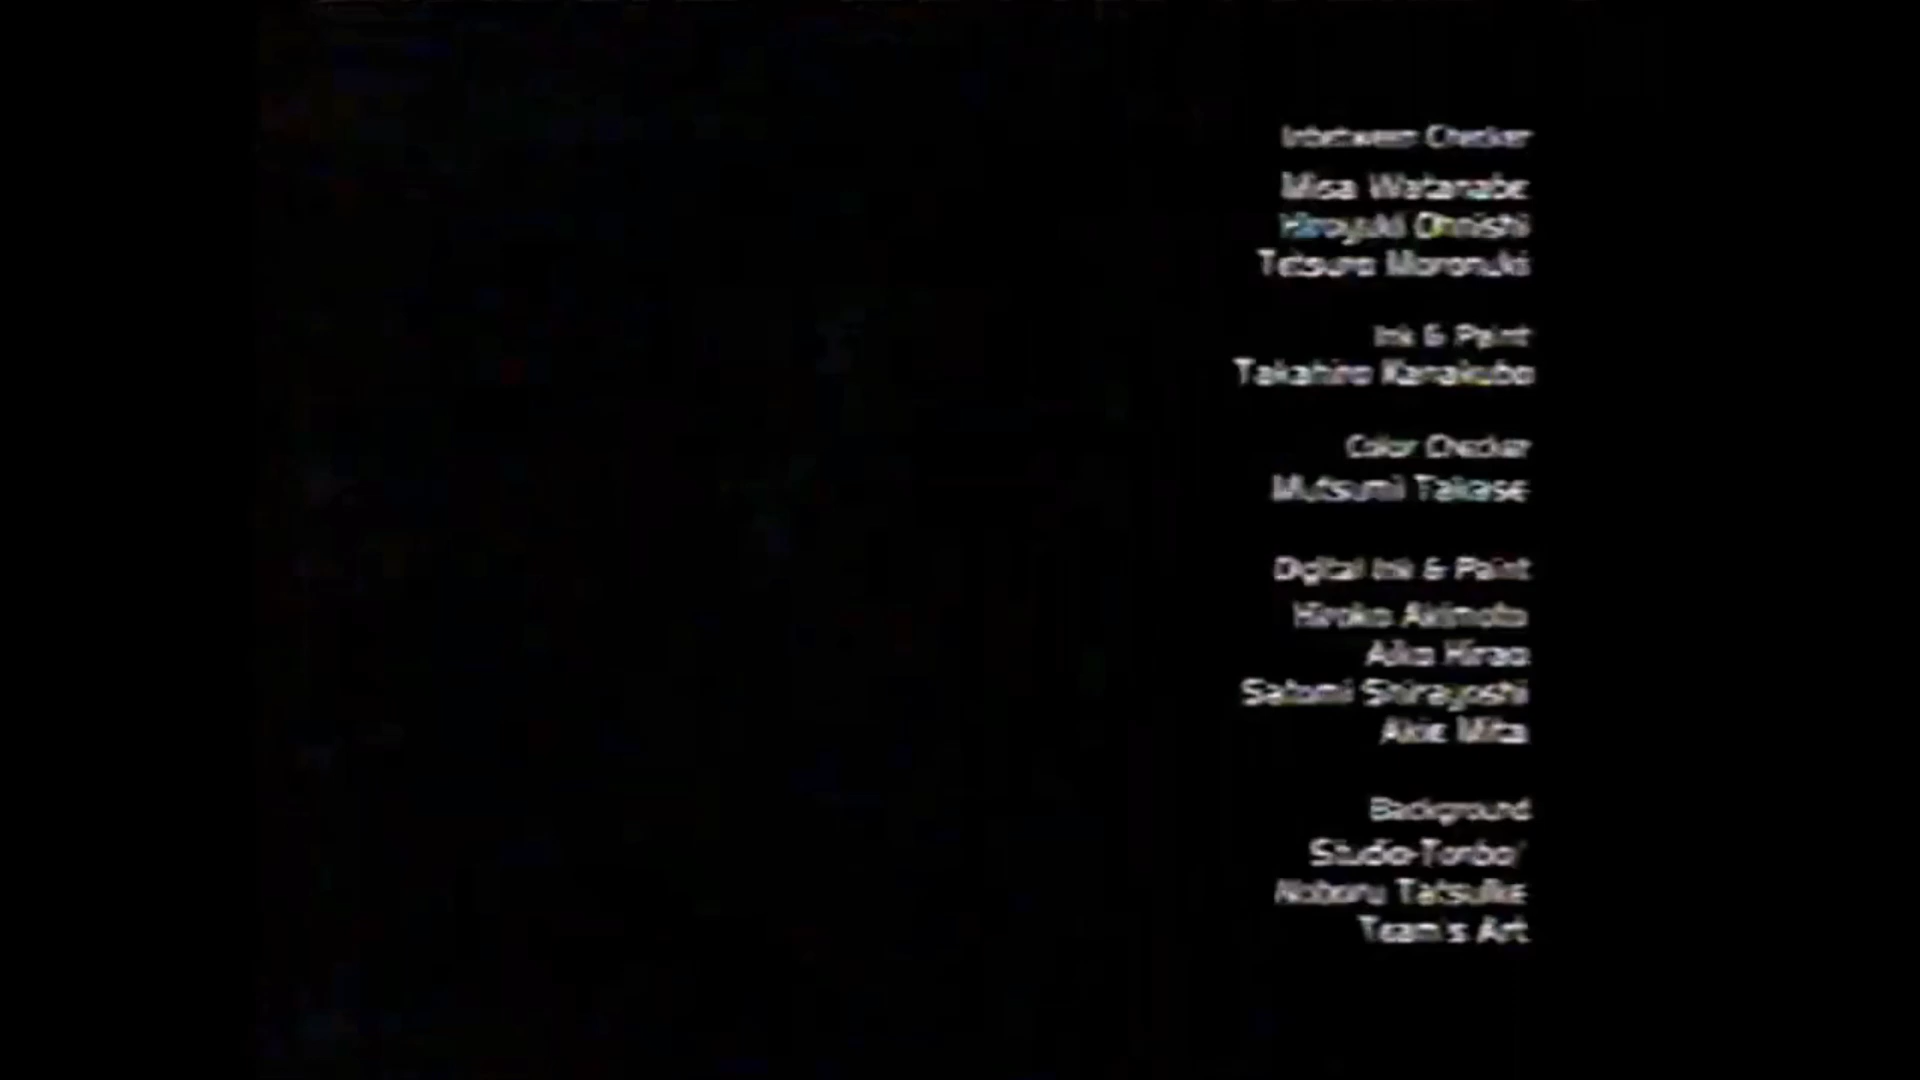 Inbetween Checker
Misa Watanabe
Hiroyuki Ohnishi
Tetsuro Moronuki
Ink & Paint
Takahiro Kanakubo
Color Checker
Mutsumi Takase
Digital Ink & Paint
Hiroko Akimoto
Aiko Hirao
Satomi Shirayoshi
Akie Mita
Background
Studio-Tonbo/
Noboru Tatsuike
Team's Art